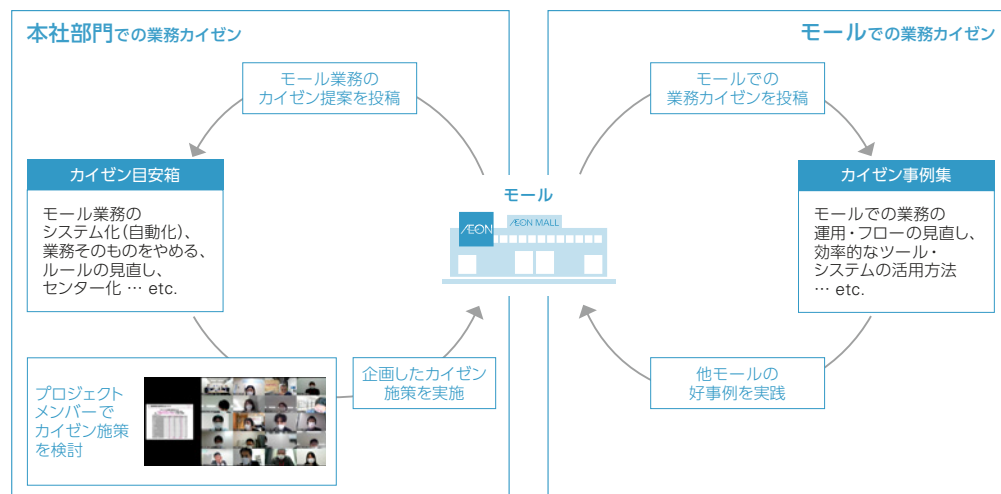 本社部門での業務カイゼン
モール業務の
カイゼン提案を投稿
カイゼン目安箱
モール業務の
システム化(自動化)、
業務そのものをやめる、
ルールの見直し、
センター化 … etc.
プロジェクト
メンバーで
カイゼン施策
を検討
企画したカイゼン
施策を実施
モール
ÆON
ÆON MALL
モールでの業務カイゼン
モールでの
業務カイゼンを投稿
カイゼン事例集
モールでの業務の
運用・フローの見直し、
効率的なツール・
システムの活用方法
… etc.
他モールの
好事例を実践